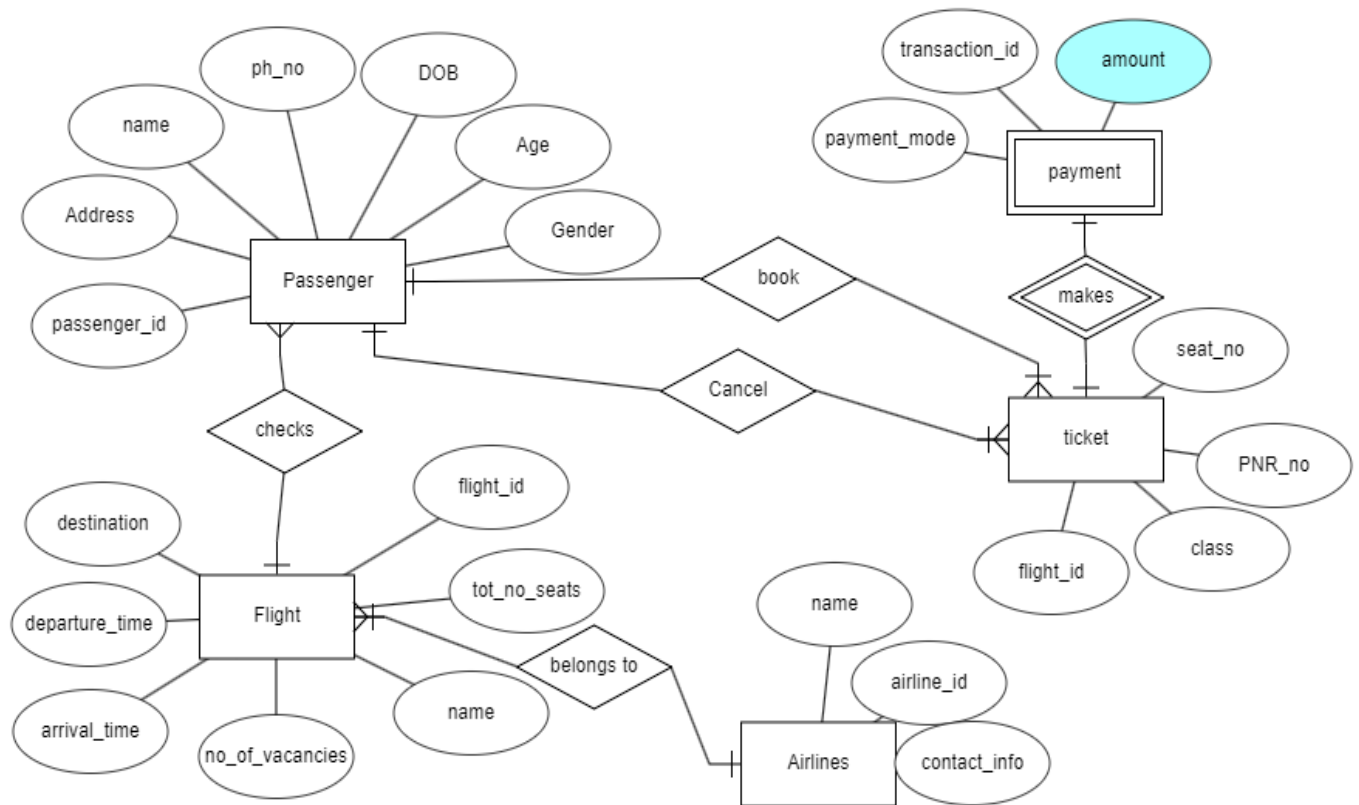 transaction_id
amount
ph_no
DOB
name
Age
payment_mode
payment
Address
Gender
Passenger
book
makes
passenger_id
seat_no
Cancel
checks
ticket
PNR_no
flight_id
destination
class
flight_id
tot_no_seats
name
departure_time
Flight
belongs to
airline_id
name
arrival_time
no_of_vacancies
Airlines
contact_info